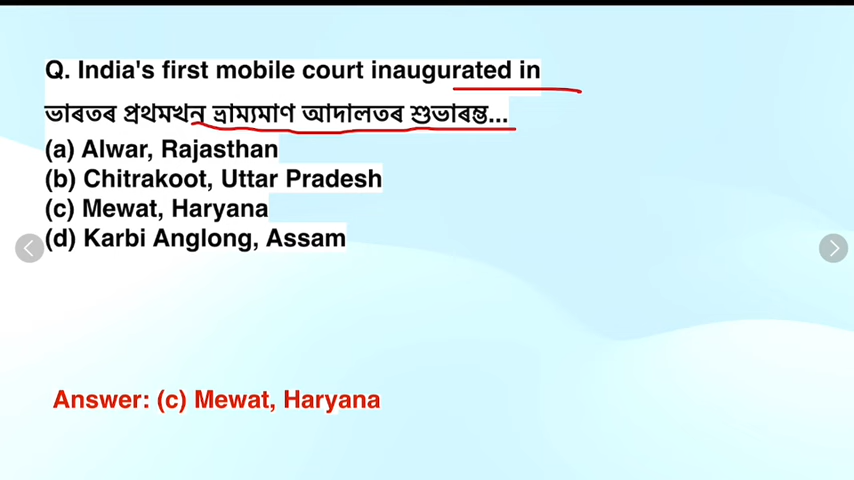 Q. India's first mobile court inaugurated in
ভাৰতৰ প্ৰথমখন ভ্ৰাম্যমাণ আদালতৰ শুভাৰম্ভ...
(a) Alwar, Rajasthan
(b) Chitrakoot, Uttar Pradesh
(c) Mewat, Haryana
(d) Karbi Anglong, Assam
Answer: (c) Mewat, Haryana